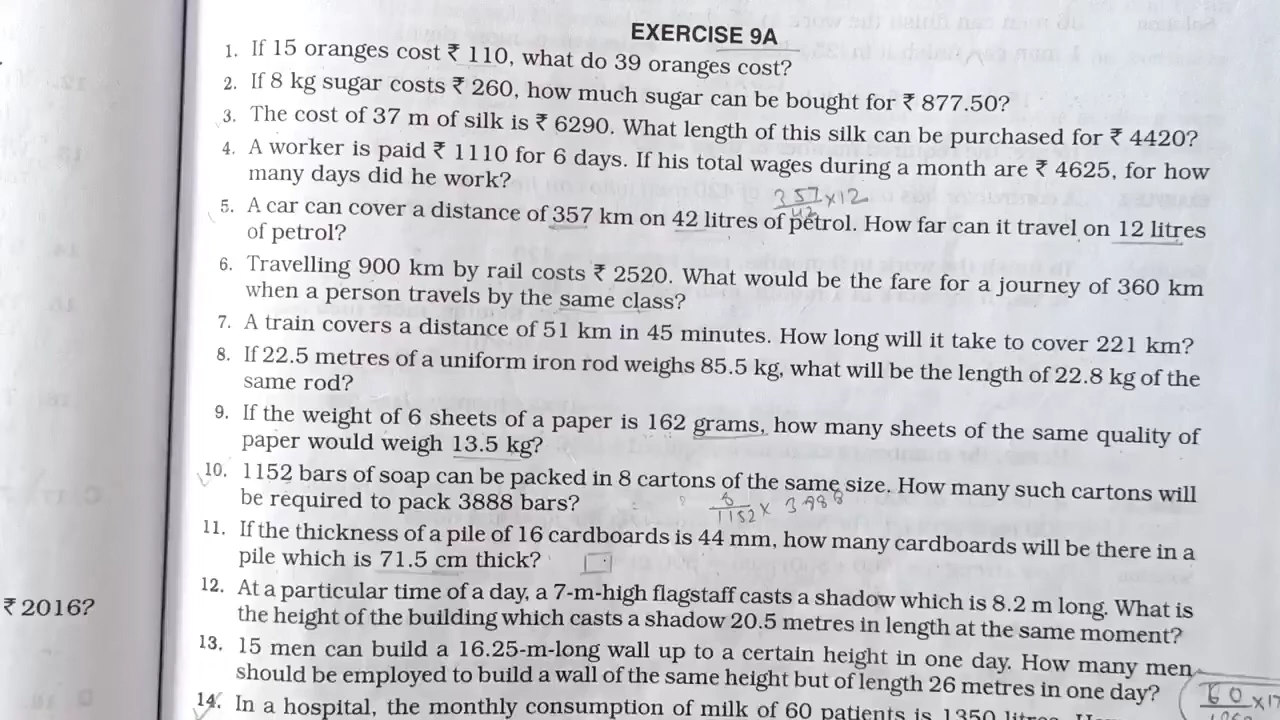 EXERCISE 9A
1. If 15 oranges cost ₹ 110, what do 39 oranges cost?
2. If 8 kg sugar costs ₹ 260, how much sugar can be bought for ₹ 877.50?
3. The cost of 37 m of silk is ₹ 6290. What length of this silk can be purchased for ₹ 4420?
4. A worker is paid ₹ 1110 for 6 days. If his total wages during a month are ₹ 4625, for how
many days did he work?
357/42 ×12
5. A car can cover a distance of 357 km on 42 litres of petrol. How far can it travel on 12 litres
of petrol?
6. Travelling 900 km by rail costs ₹ 2520. What would be the fare for a journey of 360 km
when a person travels by the same class?
7. A train covers a distance of 51 km in 45 minutes. How long will it take to cover 221 km?
8. If 22.5 metres of a uniform iron rod weighs 85.5 kg, what will be the length of 22.8 kg of the
same rod?
9. If the weight of 6 sheets of a paper is 162 grams, how many sheets of the same quality of
paper would weigh 13.5 kg?
10. 1152 bars of soap can be packed in 8 cartons of the same size. How many such cartons will
be required to pack 3888 bars?
11. If the thickness of a pile of 16 cardboards is 44 mm, how many cardboards will be there in a
pile which is 71.5 cm thick?
12. At a particular time of a day, a 7-m-high flagstaff casts a shadow which is 8.2 m long. What is
the height of the building which casts a shadow 20.5 metres in length at the same moment?
₹ 2016?
13. 15 men can build a 16.25-m-long wall up to a certain height in one day. How many men
should be employed to build a wall of the same height but of length 26 metres in one day?
14. In a hospital, the monthly consumption of milk of 60 patients is 1350 litres.